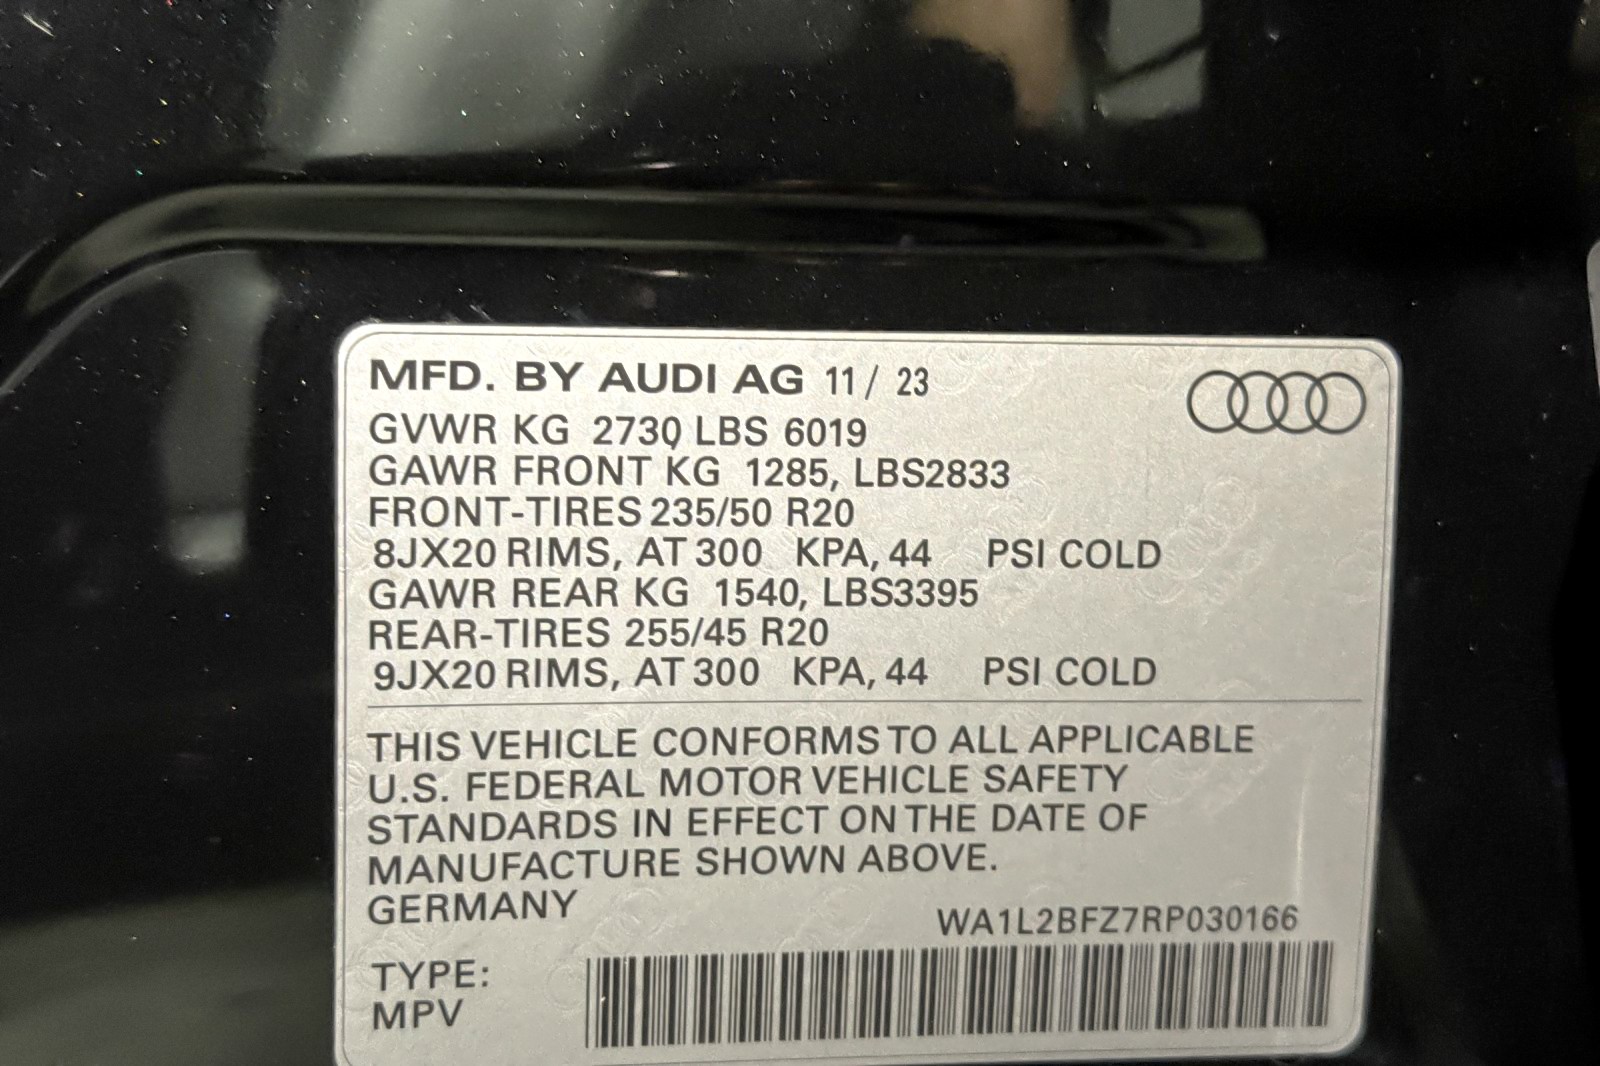 MFD. BY AUDI AG 11/ 23
GVWR KG 2730 LBS 6019
GAWR FRONT KG 1285, LBS2833
FRONT-TIRES 235/50 R20
8JX20 RIMS, AT 300 KPA, 44 PSI COLD
GAWR REAR KG 1540, LBS3395
REAR-TIRES 255/45 R20
9JX20 RIMS, AT 300 KPA, 44 PSI COLD
THIS VEHICLE CONFORMS TO ALL APPLICABLE
U.S. FEDERAL MOTOR VEHICLE SAFETY
STANDARDS IN EFFECT ON THE DATE OF
MANUFACTURE SHOWN ABOVE.
GERMANY
WA1L2BFZ7RP030166
TYPE:
MPV